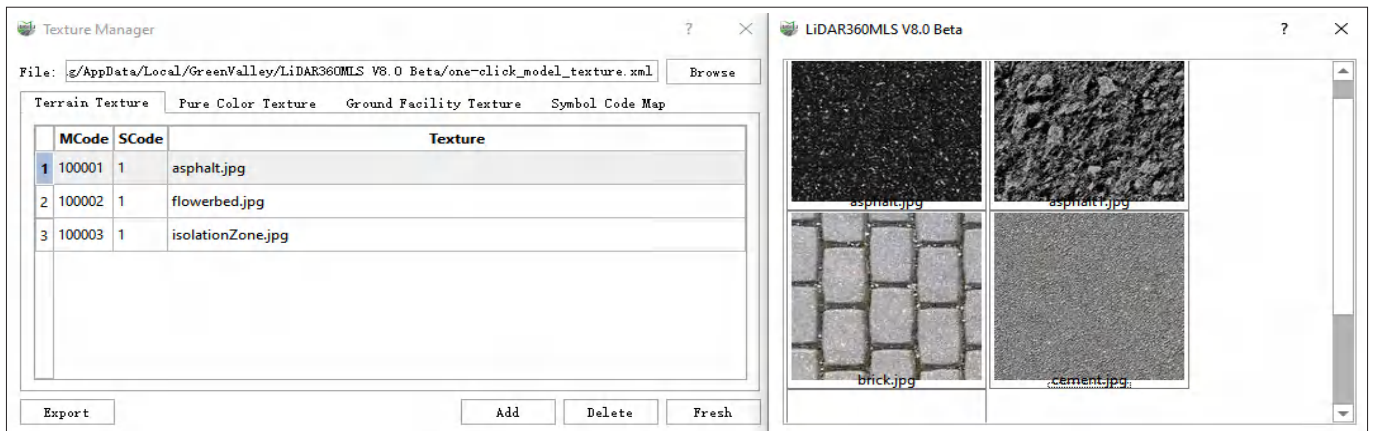 Texture Manager
File: .g/AppData/Local/GreenValley/LiDAR360MLS V8.0 Beta/one-click_model_texture.xml Browse
Terrain Texture Pure Color Texture Ground Facility Texture Symbol Code Map
MCode SCode Texture
1 100001 1 asphalt.jpg
2 100002 1 flowerbed.jpg
3 100003 1 isolationZone.jpg
Export Add Delete Fresh
LiDAR360MLS V8.0 Beta
asphalt.jpg asphalt1.jpg
brick.jpg cement.jpg